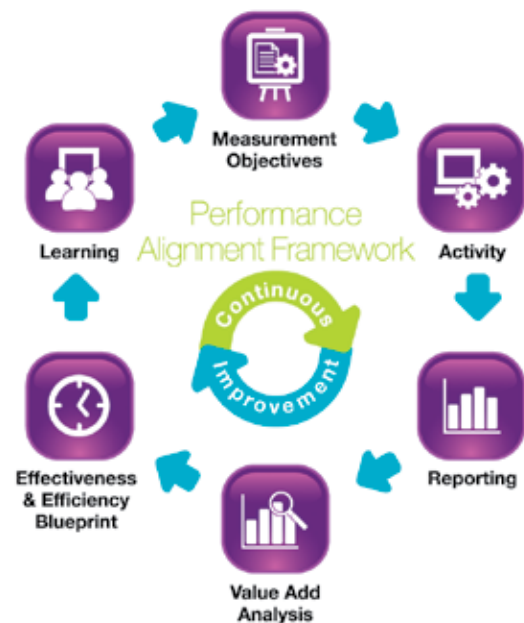 Measurement
Objectives
Performance
Alignment Framework
Learning
Activity
Continuous
Improvement
Effectiveness
& Efficiency
Blueprint
Reporting
Value Add
Analysis